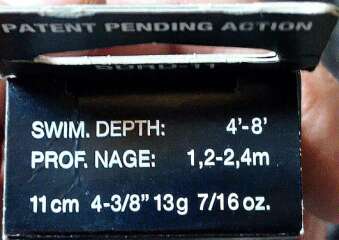 PATENT PENDING ACTION
SWIM. DEPTH: 4'-8'
PROF. NAGE: 1,2-2,4m
11cm 4-3/8" 13g 7/16 oz.